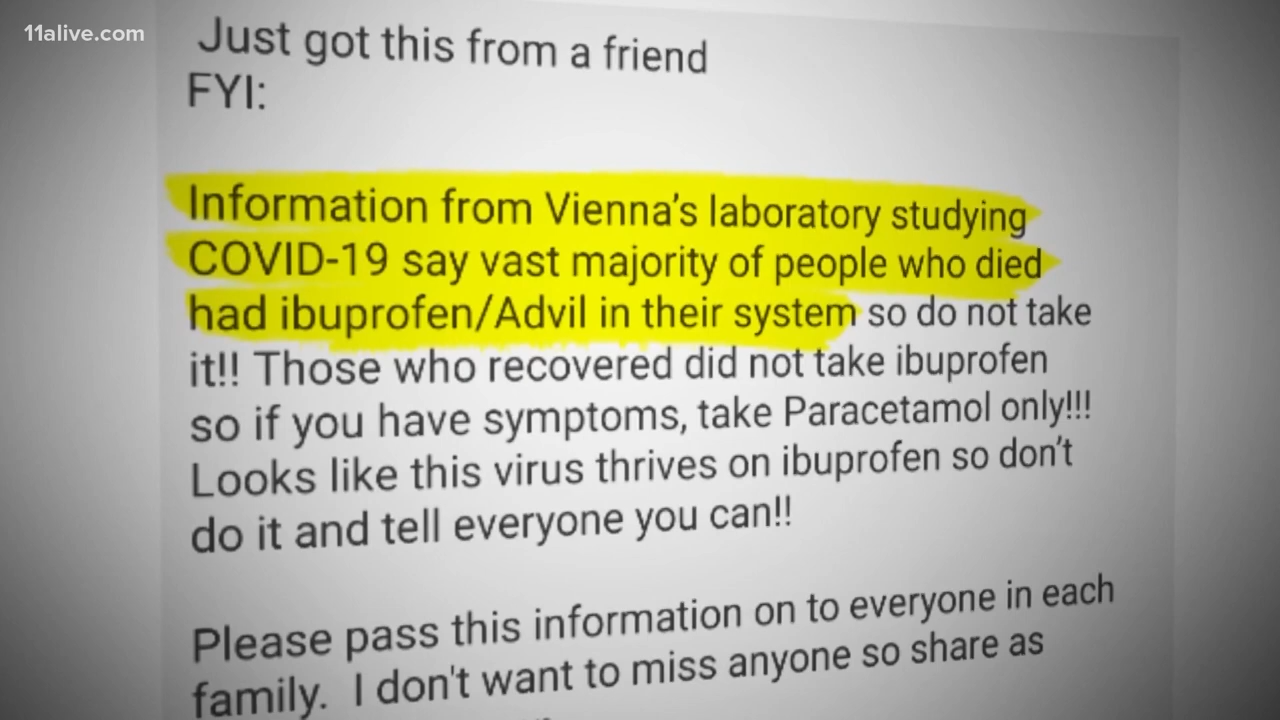 11alive.com
Just got this from a friend
FYI:
Information from Vienna's laboratory studying
COVID-19 say vast majority of people who died
had ibuprofen/Advil in their system so do not take
it!! Those who recovered did not take ibuprofen
so if you have symptoms, take Paracetamol only!!!
Looks like this virus thrives on ibuprofen so don't
do it and tell everyone you can!!
Please pass this information on to everyone in each
family. I don't want to miss anyone so share as